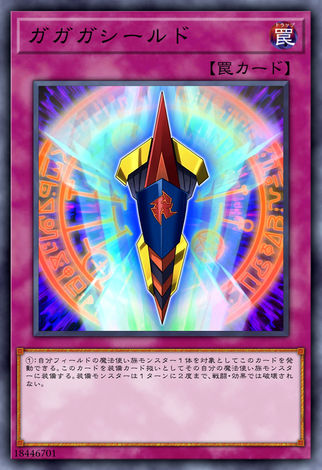 ガガガシールド
トラップ
罠
【罠カード】
①:自分フィールドの魔法使い族モンスター１体を対象としてこのカードを発
動できる。このカードを装備カード扱いとしてその自分の魔法使い族モンス
ターに装備する。装備モンスターは１ターンに２度まで、戦闘・効果では破壊さ
れない。
18446701